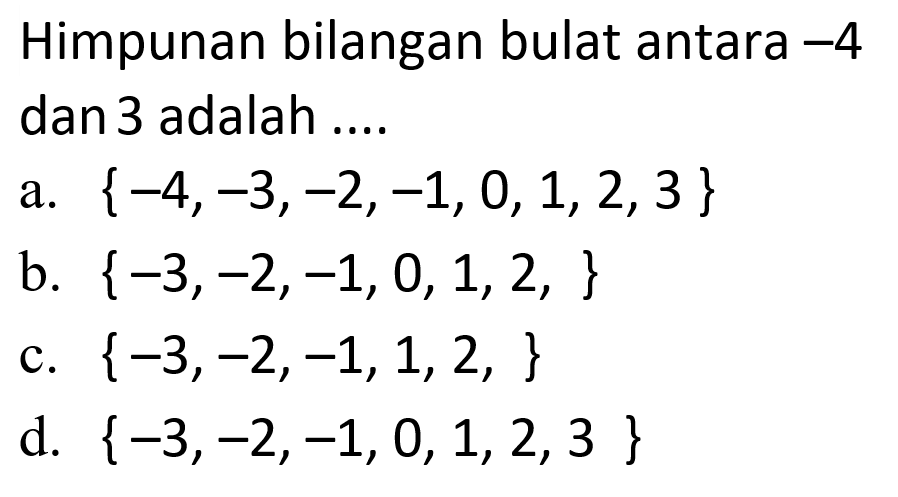 Himpunan bilangan bulat antara –4
dan 3 adalah ....
a. { –4, –3, –2, –1, 0, 1, 2, 3 }
b. { –3, –2, –1, 0, 1, 2, }
c. { –3, –2, –1, 1, 2, }
d. { –3, –2, –1, 0, 1, 2, 3 }